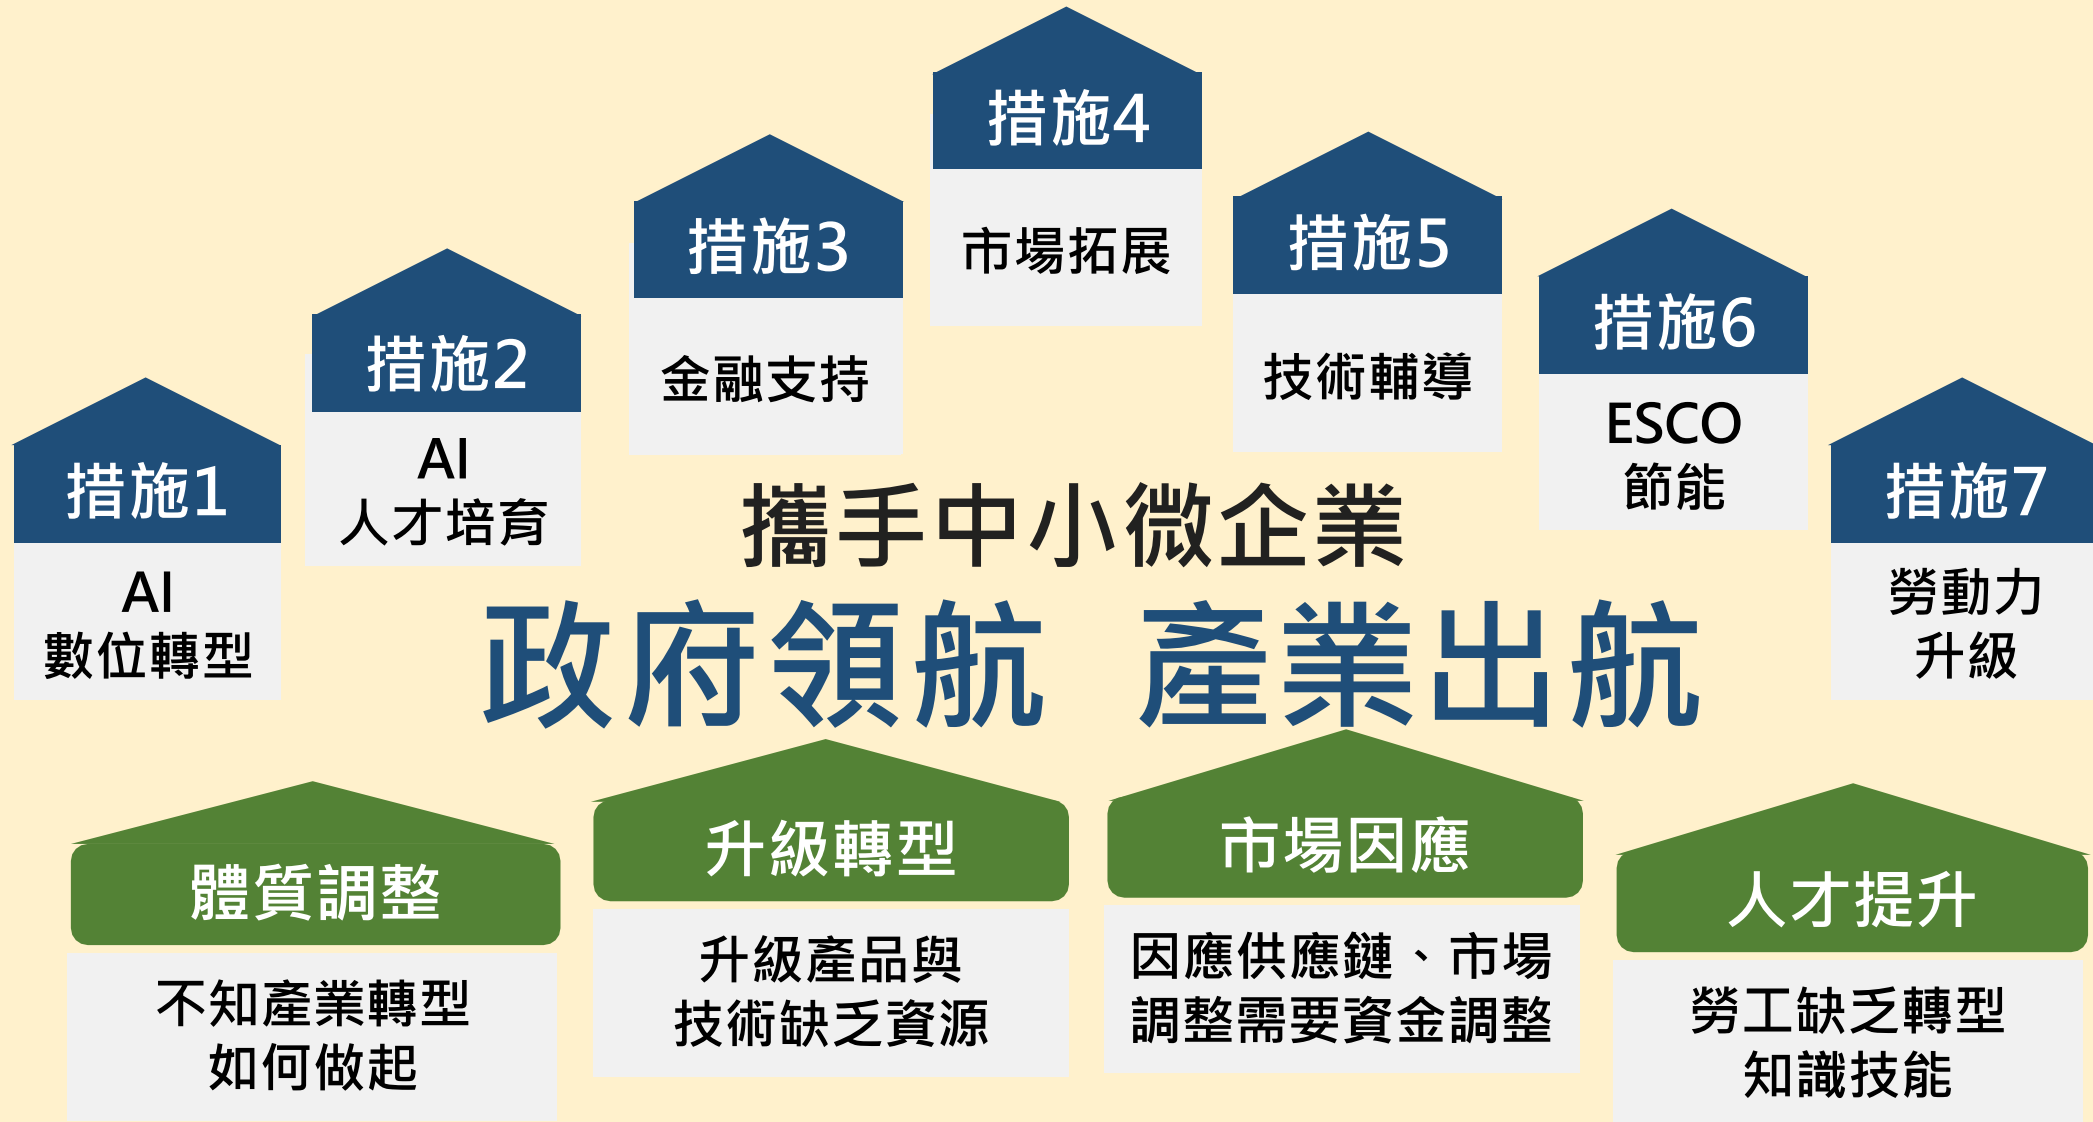 措施1
AI
數位轉型
措施2
AI
人才培育
措施3
金融支持
措施4
市場拓展
措施5
技術輔導
措施6
ESCO
節能
措施7
勞動力
升級
攜手中小微企業
政府領航 產業出航
體質調整
不知產業轉型
如何做起
升級轉型
升級產品與
技術缺乏資源
市場因應
因應供應鏈、市場
調整需要資金調整
人才提升
勞工缺乏轉型
知識技能